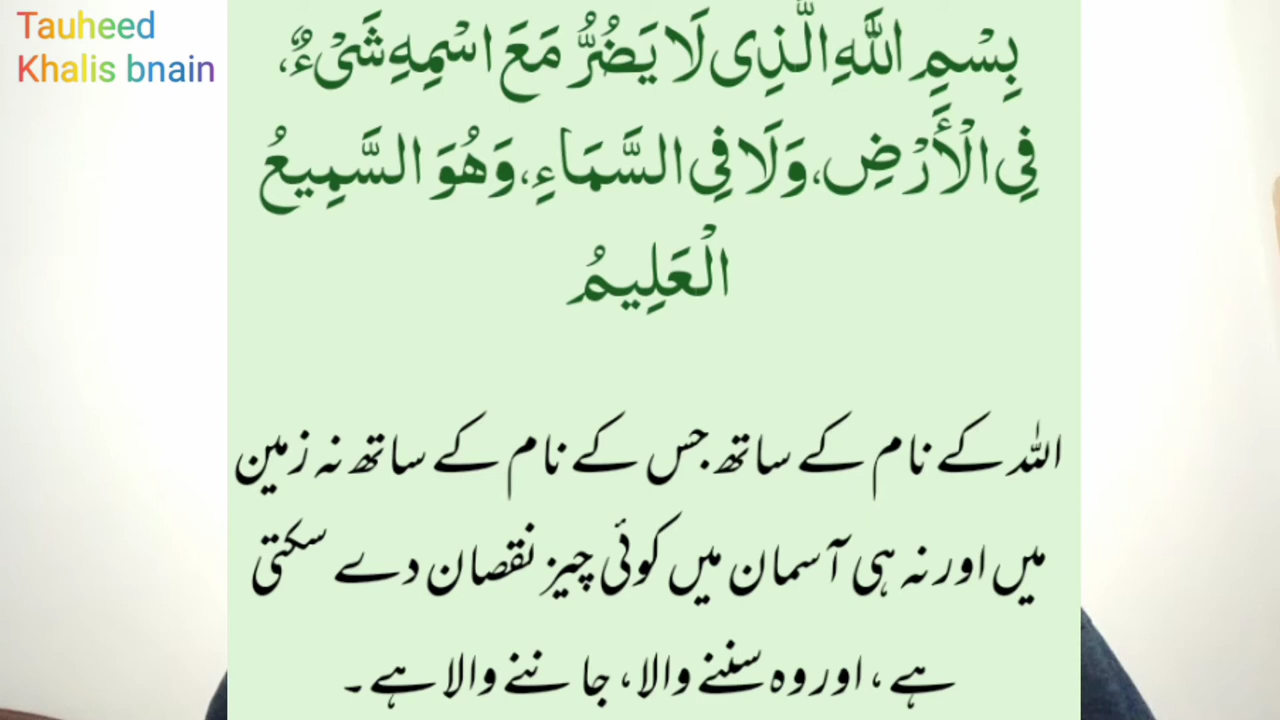 Tauheed
Khalis bnain
بِسْمِ اللَّهِ الَّذِی لَا يَضُرُّ مَعَ اسْمِهِ شَیْءٌ،
فِی الْأَرْضِ، وَلَا فِی السَّمَاءِ، وَهُوَ السَّمِيعُ
الْعَلِيمُ
اللہ کے نام کے ساتھ جس کے نام کے ساتھ نہ زمین
میں اور نہ ہی آسمان میں کوئی چیز نقصان دے سکتی
ہے، اور وہ سننے والا، جاننے والا ہے۔